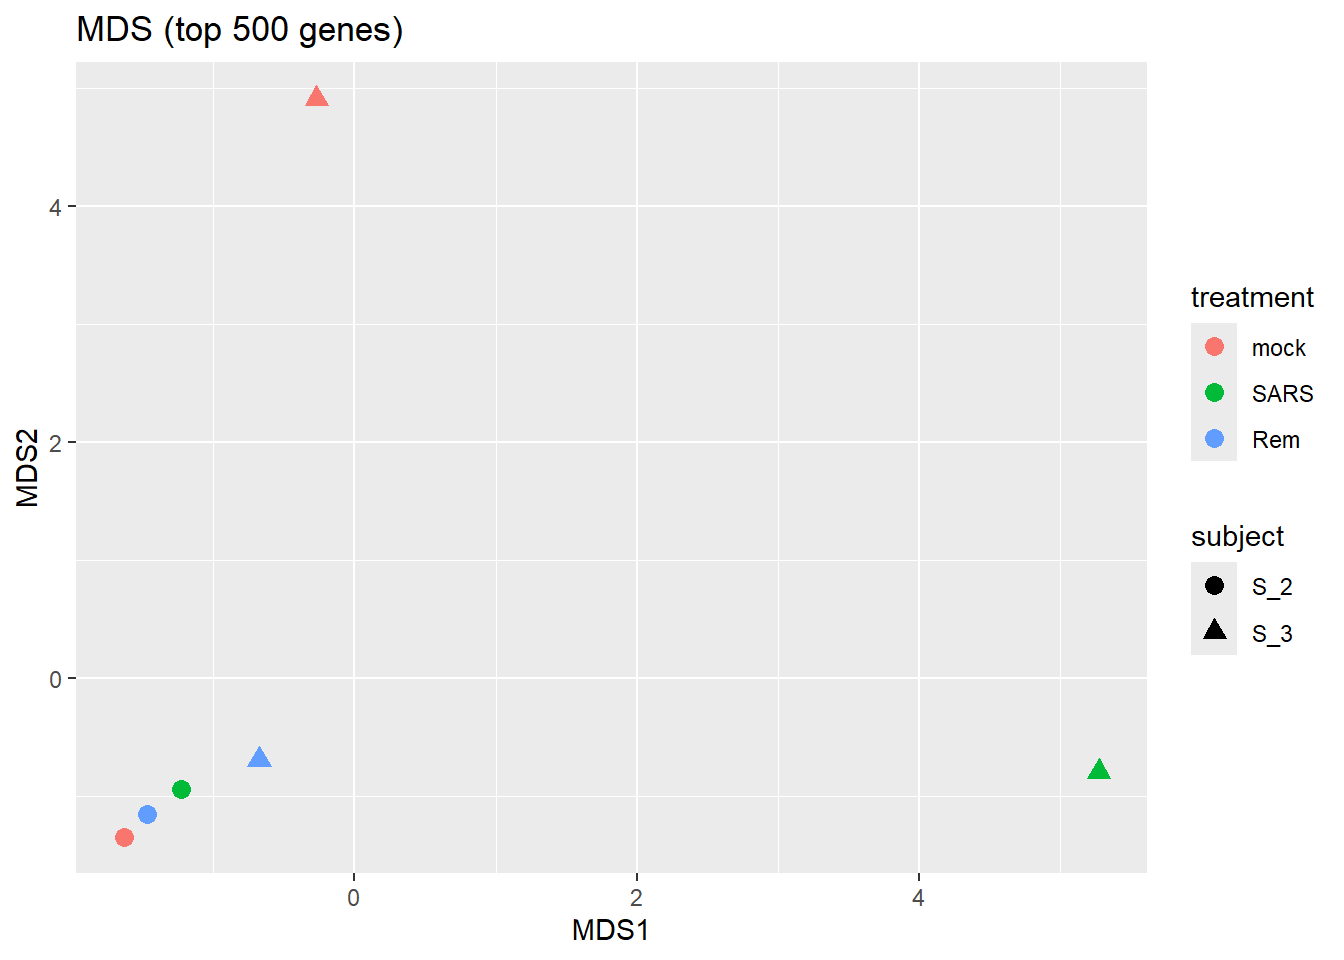 MDS (top 500 genes)
MDS2
4
2
0
0
2
4
MDS1
treatment
mock
SARS
Rem
subject
S_2
S_3